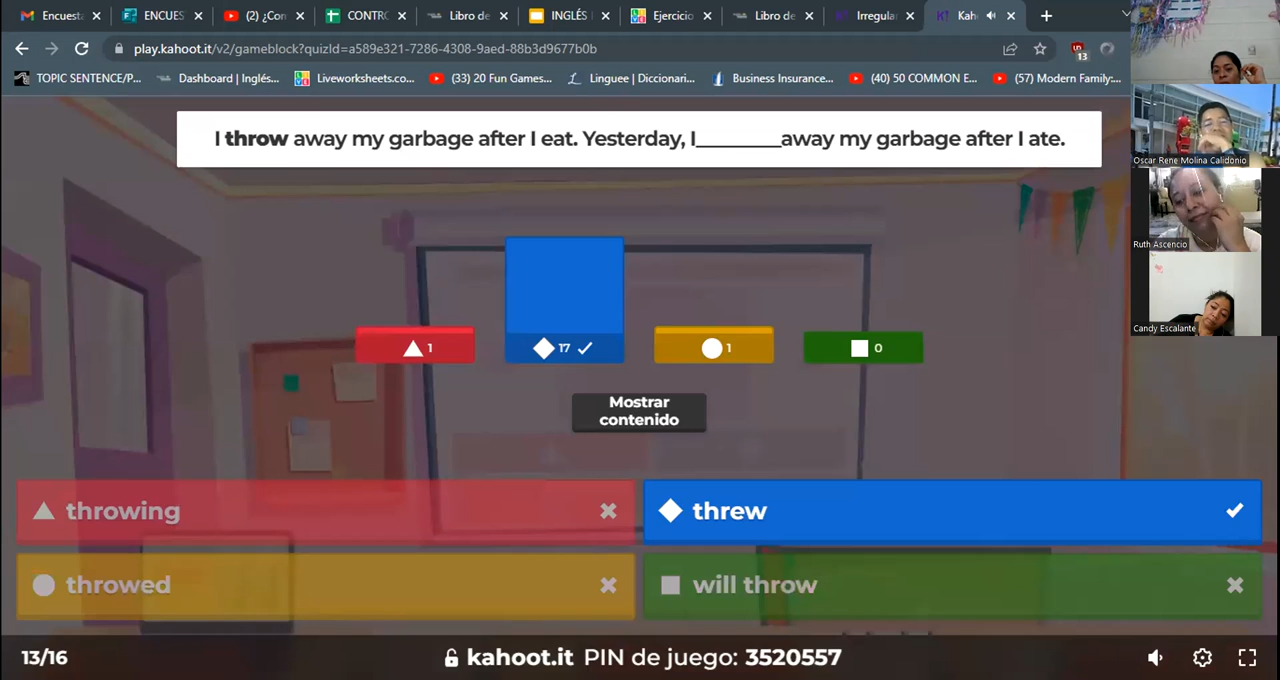 Encuesta
ENCUES
(2) ¿Con
CONTRO
Libro de
INGLÉS
Ejercicio
Libro de
Irregular
Kah
play.kahoot.it/v2/gameblock?quizId=a589e321-7286-4308-9aed-88b3d9677b0b
13
TOPIC SENTENCE/P...
Dashboard | Inglés...
Liveworksheets.co...
(33) 20 Fun Games...
Linguee | Diccionari...
Business Insurance...
(40) 50 COMMON E...
(57) Modern Family:...
I throw away my garbage after I eat. Yesterday, I________away my garbage after I ate.
Oscar Rene Molina Calidonio
Ruth Ascencio
Candy Escalante
1
17
1
0
Mostrar
contenido
throwing
threw
throwed
will throw
13/16
kahoot.it PIN de juego: 3520557